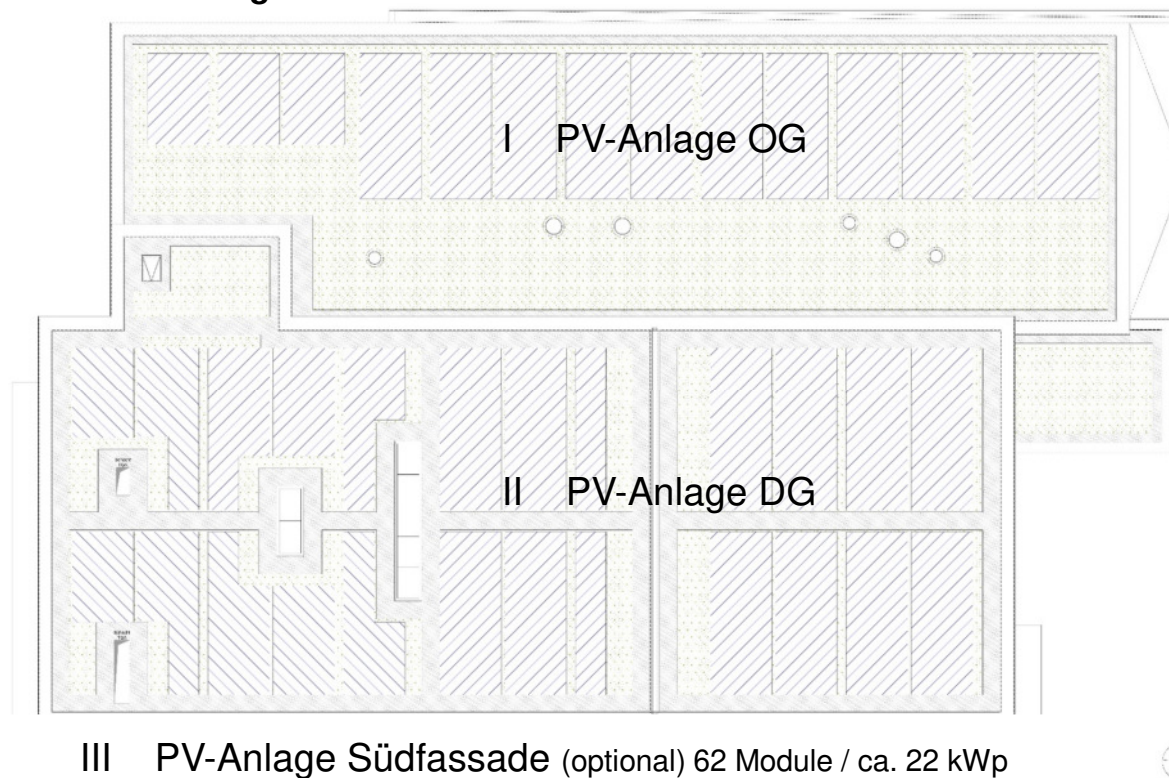 I PV-Anlage OG
II PV-Anlage DG
III PV-Anlage Südfassade (optional) 62 Module / ca. 22 kWp